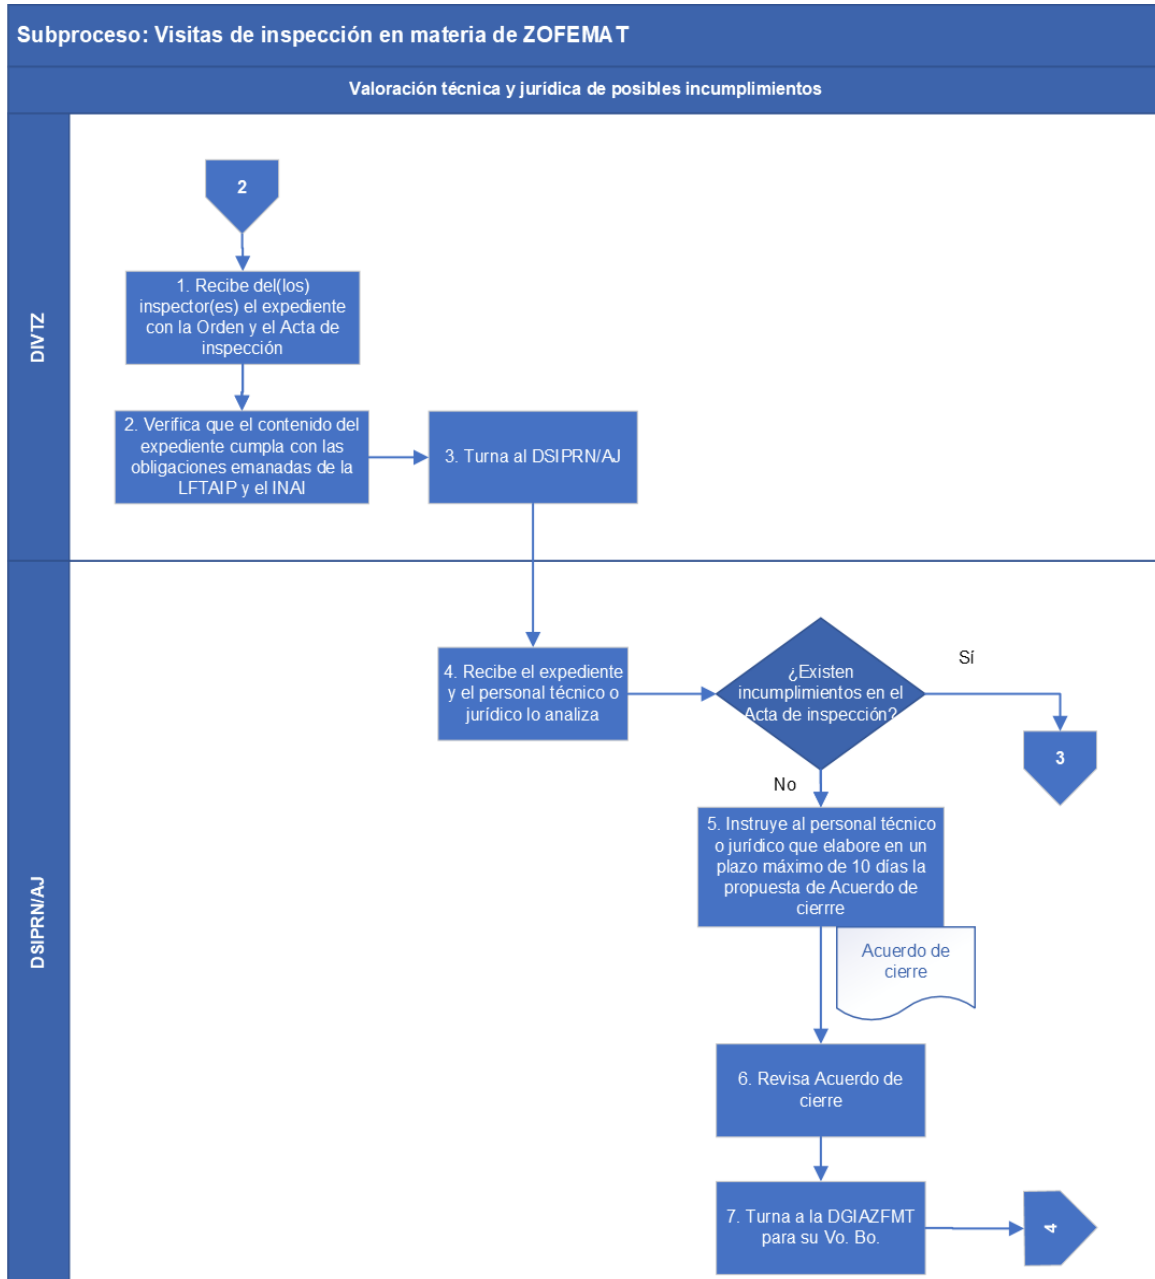 Subproceso: Visitas de inspección en materia de ZOFEMAT
Valoración técnica y jurídica de posibles incumplimientos
DIVTZ
2
1. Recibe del(los)
inspector(es) el expediente
con la Orden y el Acta de
inspección
2. Verifica que el contenido del
expediente cumpla con las
obligaciones emanadas de la
LFTAIP y el INAI
3. Turna al DSIPRN/AJ
DSIPRN/AJ
4. Recibe el expediente
y el personal técnico o
jurídico lo analiza
¿Existen
incumplimientos en el
Acta de inspección?
Sí
3
No
5. Instruye al personal técnico
o jurídico que elabore en un
plazo máximo de 10 días la
propuesta de Acuerdo de
cierrre
Acuerdo de
cierre
6. Revisa Acuerdo de
cierre
7. Turna a la DGIAZFMT
para su Vo. Bo.
4